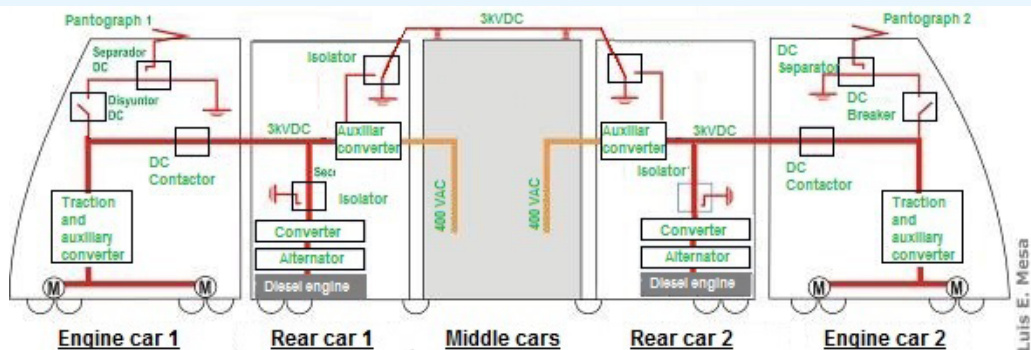 Pantograph 1
3kVDC
Pantograph 2
Separador
DC
Isolator
DC
Separator
Disyuntor
DC
DC
Breaker
3kVDC
Auxiliar
converter
Auxiliar
converter
3kVDC
DC
Contactor
Isolator
DC
Contactor
Isolator
400 VAC
400 VAC
Traction
and
auxiliary
converter
Converter
Alternator
Diesel engine
Converter
Alternator
Diesel engine
Traction
and
auxiliary
converter
M
M
M
M
Engine car 1
Rear car 1
Middle cars
Rear car 2
Engine car 2
Luis E. Mesa